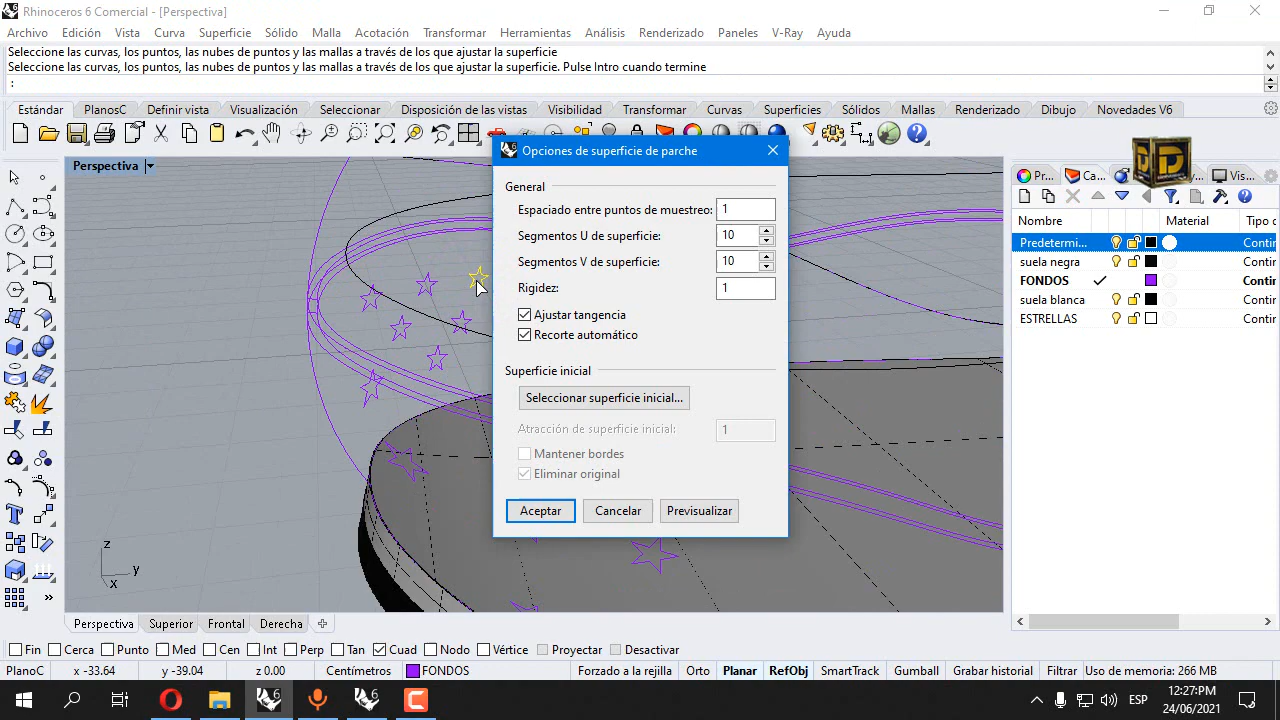 Rhinoceros 6 Comercial - [Perspectiva]
Archivo Edición Vista Curva Superficie Sólido Malla Acotación Transformar Herramientas Análisis Renderizado Paneles V-Ray Ayuda
Seleccione las curvas, los puntos, las nubes de puntos y las mallas a través de los que ajustar la superficie
Seleccione las curvas, los puntos, las nubes de puntos y las mallas a través de los que ajustar la superficie. Pulse Intro cuando termine
:
Estándar PlanosC Definir vista Visualización Seleccionar Disposición de las vistas Visibilidad Transformar Curvas Superficies Sólidos Mallas Renderizado Dibujo Novedades V6
Perspectiva
Opciones de superficie de parche
General
Espaciado entre puntos de muestreo: 1
Segmentos U de superficie: 10
Segmentos V de superficie: 10
Rigidez: 1
Ajustar tangencia
Recorte automático
Superficie inicial
Seleccionar superficie inicial...
Atracción de superficie inicial: 1
Mantener bordes
Eliminar original
Aceptar Cancelar Previsualizar
Pr... Ca... Vis...
Nombre Material Tipo c
Predetermi... Contir
suela negra Contir
FONDOS Contir
suela blanca Contir
ESTRELLAS Contir
z
y
x
Perspectiva Superior Frontal Derecha
Fin Cerca Punto Med Cen Int Perp Tan Cuad Nodo Vértice Proyectar Desactivar
PlanoC x -33.64 y -39.04 z 0.00 Centímetros FONDOS Forzado a la rejilla Orto Planar RefObj SmartTrack Gumball Grabar historial Filtrar Uso de memoria: 266 MB
ESP
12:27:PM
24/06/2021